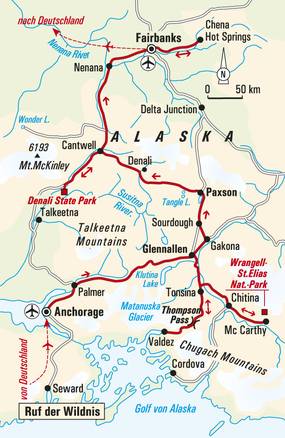 nach Deutschland
Fairbanks
Chena
Hot Springs
Nenana River
Nenana
N
0 50 km
Delta Junction
Wonder L.
ALASKA
6193
Mt.McKinley
Cantwell
Denali
Tangle L.
Paxson
Denali State Park
Susitna
River
Talkeetna
Talkeetna
Mountains
Sourdough
Gakona
Glennallen
Wrangell-
St.Elias
Nat.-Park
Klutina
Lake
Palmer
Tonsina
Chitina
Matanuska
Glacier
Thompson
Pass
Anchorage
Mc Carthy
Valdez
Chugach Mountains
von Deutschland
Cordova
Seward
Ruf der Wildnis
Golf von Alaska